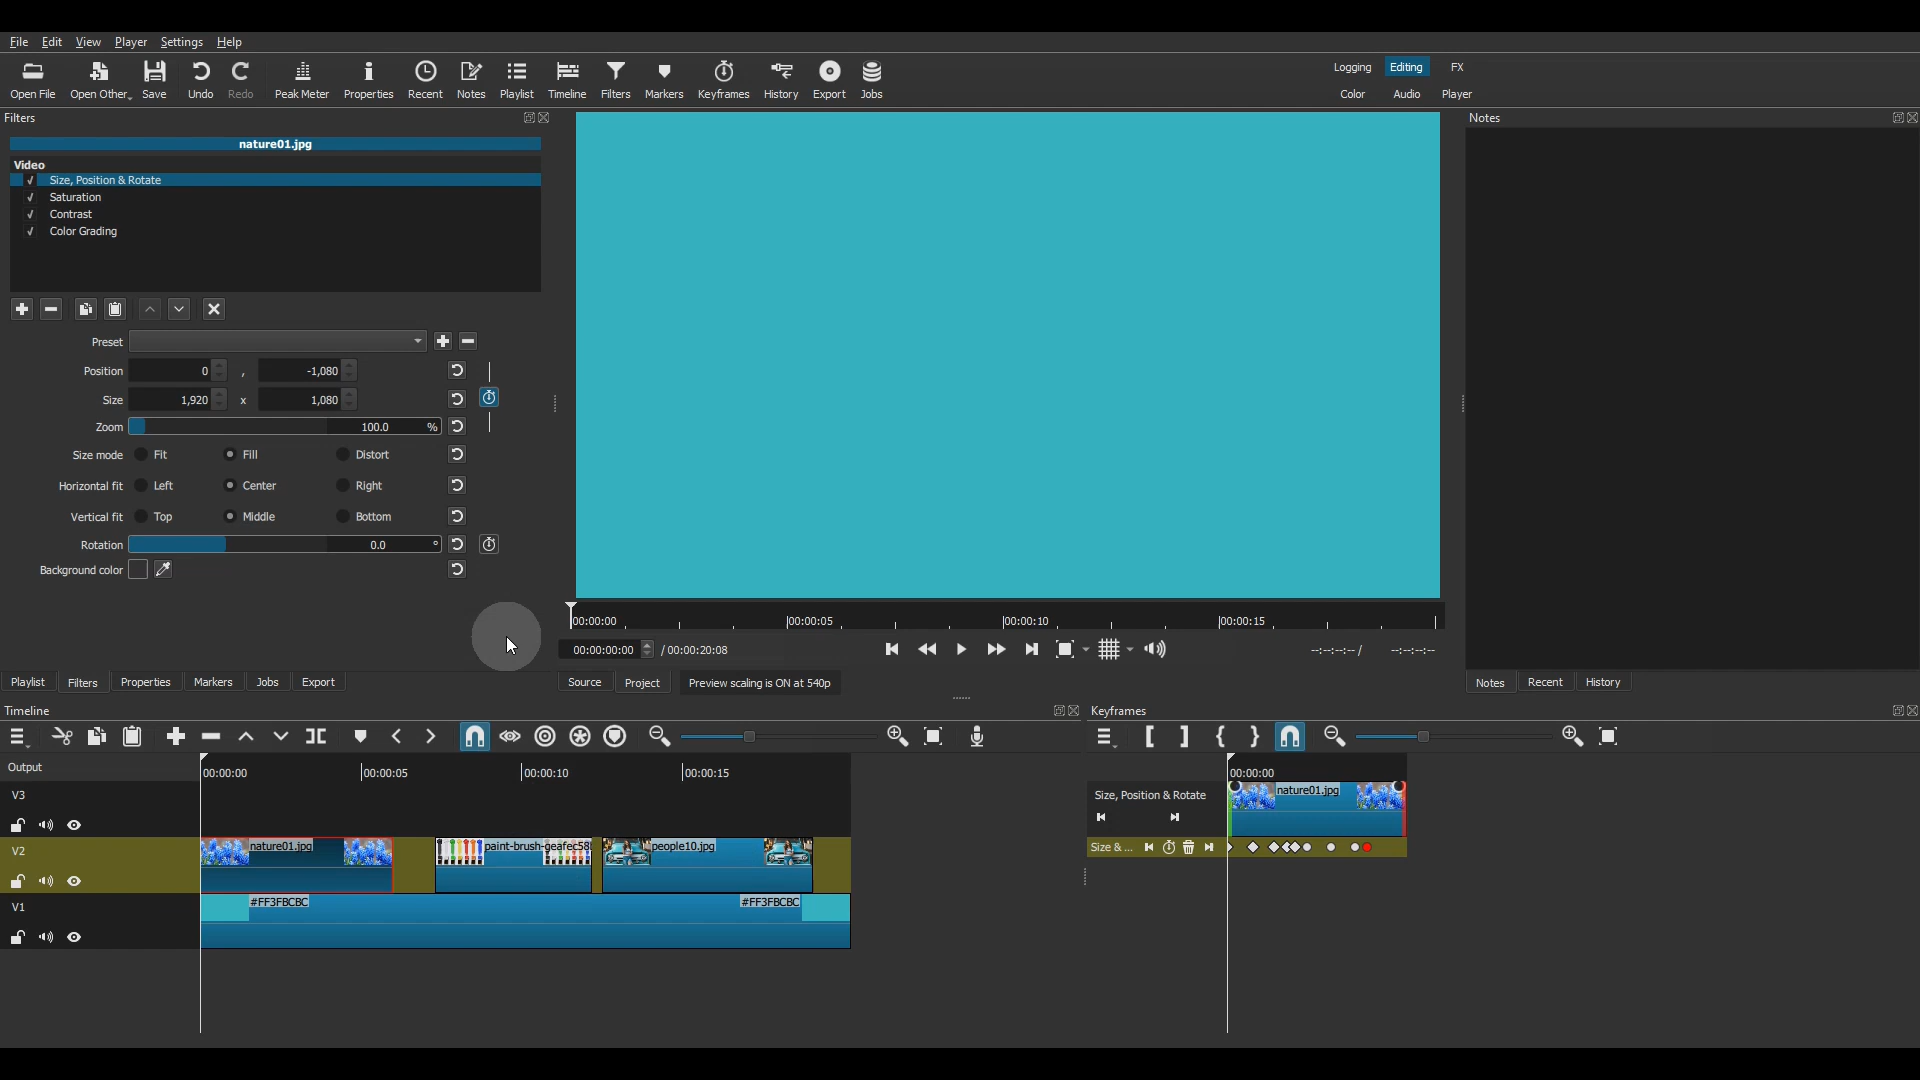 File Edit View Player Settings Help
Open File Open Other Save Undo Redo Peak Meter Properties Recent Notes Playlist Timeline Filters Markers Keyframes History Export Jobs
Logging Editing FX
Color Audio Player
Filters
nature01.jpg
Video
Size, Position & Rotate
Saturation
Contrast
Color Grading
Preset
Position 0 , -1,080
Size 1,920 x 1,080
Zoom 100.0 %
Size mode Fit Fill Distort
Horizontal fit Left Center Right
Vertical fit Top Middle Bottom
Rotation 0.0 °
Background color
Notes
00:00:00 00:00:05 00:00:10 00:00:15
00:00:00:00 / 00:00:20:08 --:--:--:-- / --:--:--:--
Playlist Filters Properties Markers Jobs Export
Source Project Preview scaling is ON at 540p
Notes Recent History
Timeline
Output
00:00:00 00:00:05 00:00:10 00:00:15
V3
V2
nature01.jpg paint-brush-geafec58 people10.jpg
V1
#FF3FBCBC #FF3FBCBC
Keyframes
00:00:00
Size, Position & Rotate
nature01.jpg
Size & ...